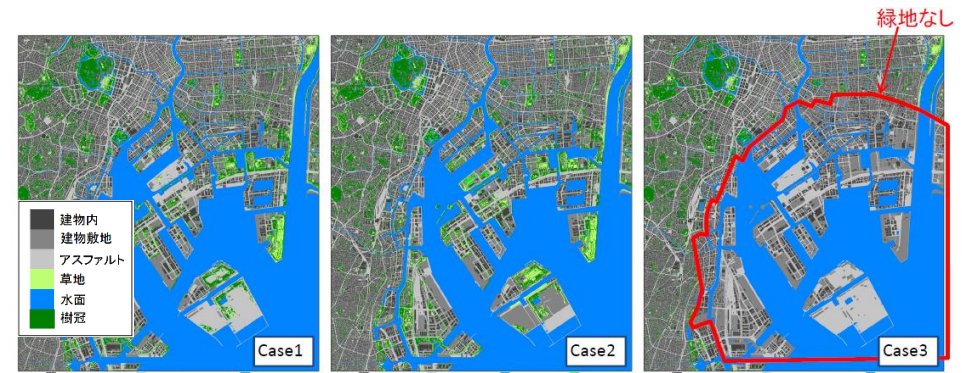 緑地なし
建物内
建物敷地
アスファルト
草地
水面
樹冠
Case1
Case2
Case3